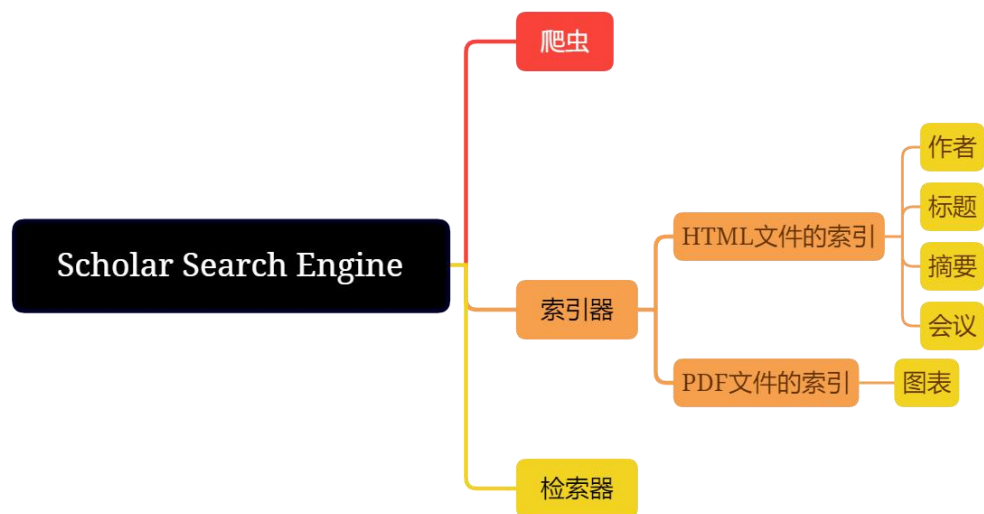 Scholar Search Engine
爬虫
索引器
HTML文件的索引
作者
标题
摘要
会议
PDF文件的索引
图表
检索器